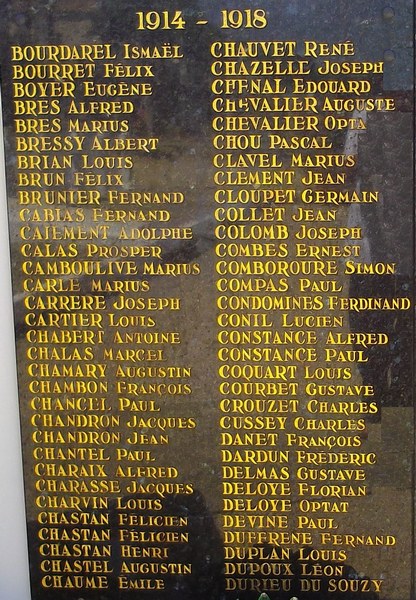 1914 - 1918
BOURDAREL ISMAËL
BOURRET FÉLIX
BOYER EUGÈNE
BRES ALFRED
BRES MARIUS
BRESSY ALBERT
BRIAN LOUIS
BRUN FÉLIX
BRUNIER FERNAND
CABIAS FERNAND
CAIEMENT ADOLPHE
CALAS PROSPER
CAMBOULIVE MARIUS
CARLE MARIUS
CARRERE JOSEPH
CARTIER LOUIS
CHABERT ANTOINE
CHALAS MARCEL
CHAMARY AUGUSTIN
CHAMBON FRANÇOIS
CHANCEL PAUL
CHANDRON JACQUES
CHANDRON JEAN
CHANTEL PAUL
CHARAIX ALFRED
CHARASSE JACQUES
CHARVIN LOUIS
CHASTAN FÉLICIEN
CHASTAN FÉLICIEN
CHASTAN HENRI
CHASTEL AUGUSTIN
CHAUME ÉMILE
CHAUVET RENÉ
CHAZELLE JOSEPH
CHENAL EDOUARD
CHEVALIER AUGUSTE
CHEVALIER OPTA
CHOU PASCAL
CLAVEL MARIUS
CLEMENT JEAN
CLOUPET GERMAIN
COLLET JEAN
COLOMB JOSEPH
COMBES ERNEST
COMBOROURE SIMON
COMPAS PAUL
CONDOMINES FERDINAND
CONIL LUCIEN
CONSTANCE ALFRED
CONSTANCE PAUL
COQUART LOUIS
COURBET GUSTAVE
CROUZET CHARLES
CUSSEY CHARLES
DANET FRANÇOIS
DARDUN FRÉDERIC
DELMAS GUSTAVE
DELOYE FLORIAN
DELOYE OPTAT
DEVINE PAUL
DUFFRENE FERNAND
DUPLAN LOUIS
DUPOUX LÉON
DURIEU DU SOUZY